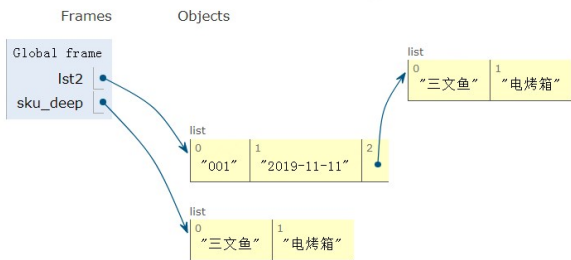 Frames Objects
Global frame
lst2
sku_deep
list
0 1
"三文鱼" "电烤箱"
list
0 1 2
"001" "2019-11-11"
list
0 1
"三文鱼" "电烤箱"